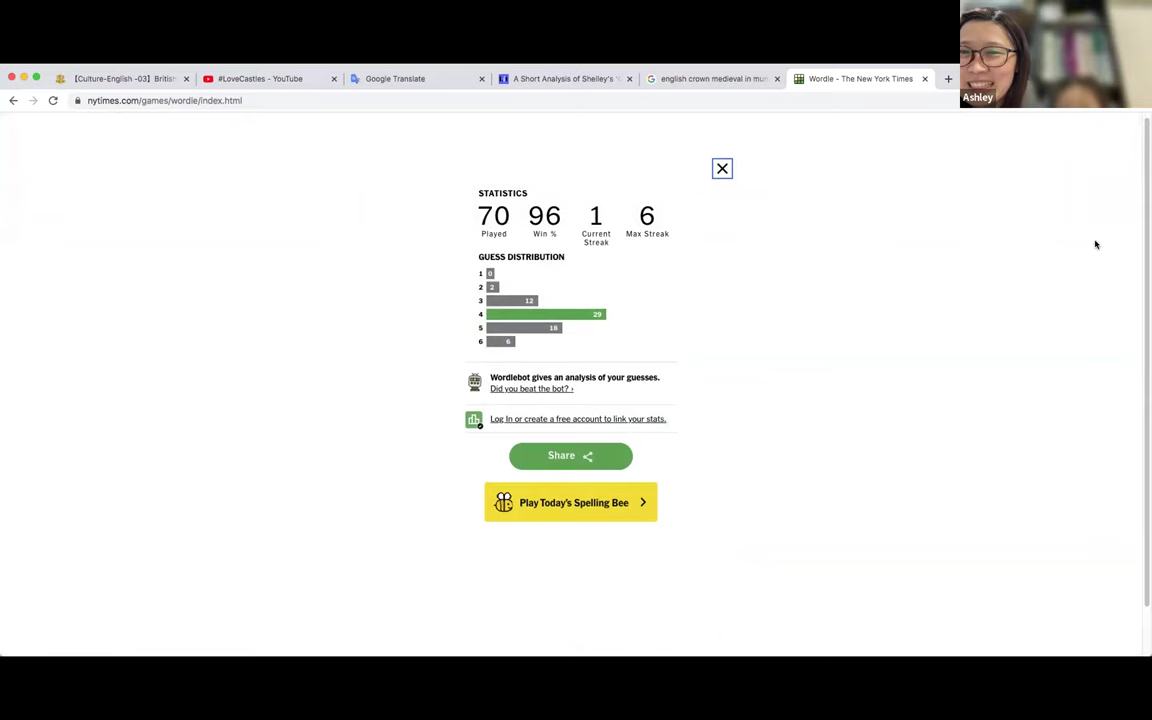 【Culture-English -03】British
#LoveCastles - YouTube
Google Translate
A Short Analysis of Shelley's
english crown medieval in mu
Wordle - The New York Times
nytimes.com/games/wordle/index.html
Ashley
STATISTICS
70 96 1 6
Played Win % Current Streak Max Streak
GUESS DISTRIBUTION
1 0
2 2
3 12
4 29
5 18
6 6
Wordlebot gives an analysis of your guesses.
Did you beat the bot? ›
Log In or create a free account to link your stats.
Share
Play Today's Spelling Bee